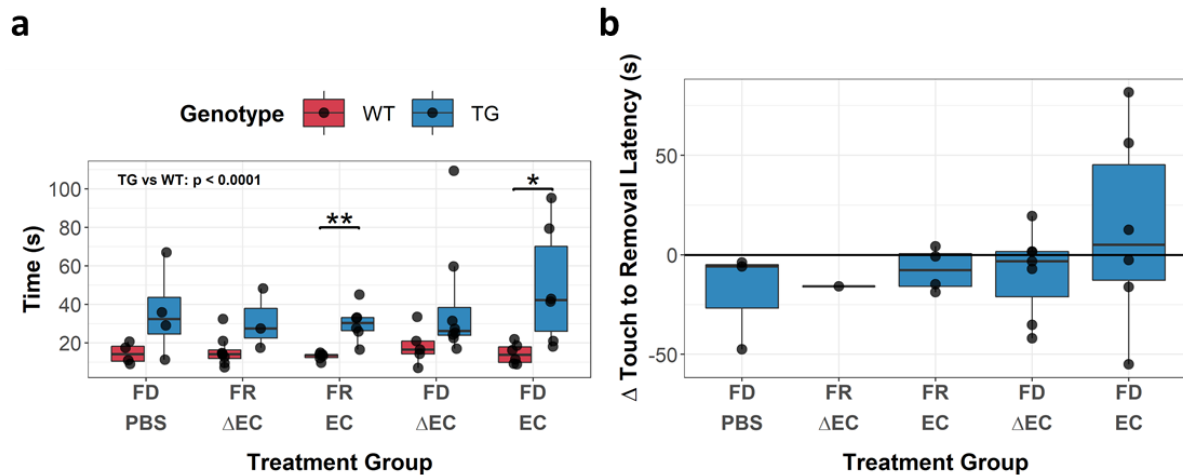 a
Genotype WT TG
TG vs WT: p < 0.0001
** *
Time (s)
100
80
60
40
20
FD FR FR FD FD
PBS ΔEC EC ΔEC EC
Treatment Group
b
Δ Touch to Removal Latency (s)
50
0
-50
FD FR FR FD FD
PBS ΔEC EC ΔEC EC
Treatment Group